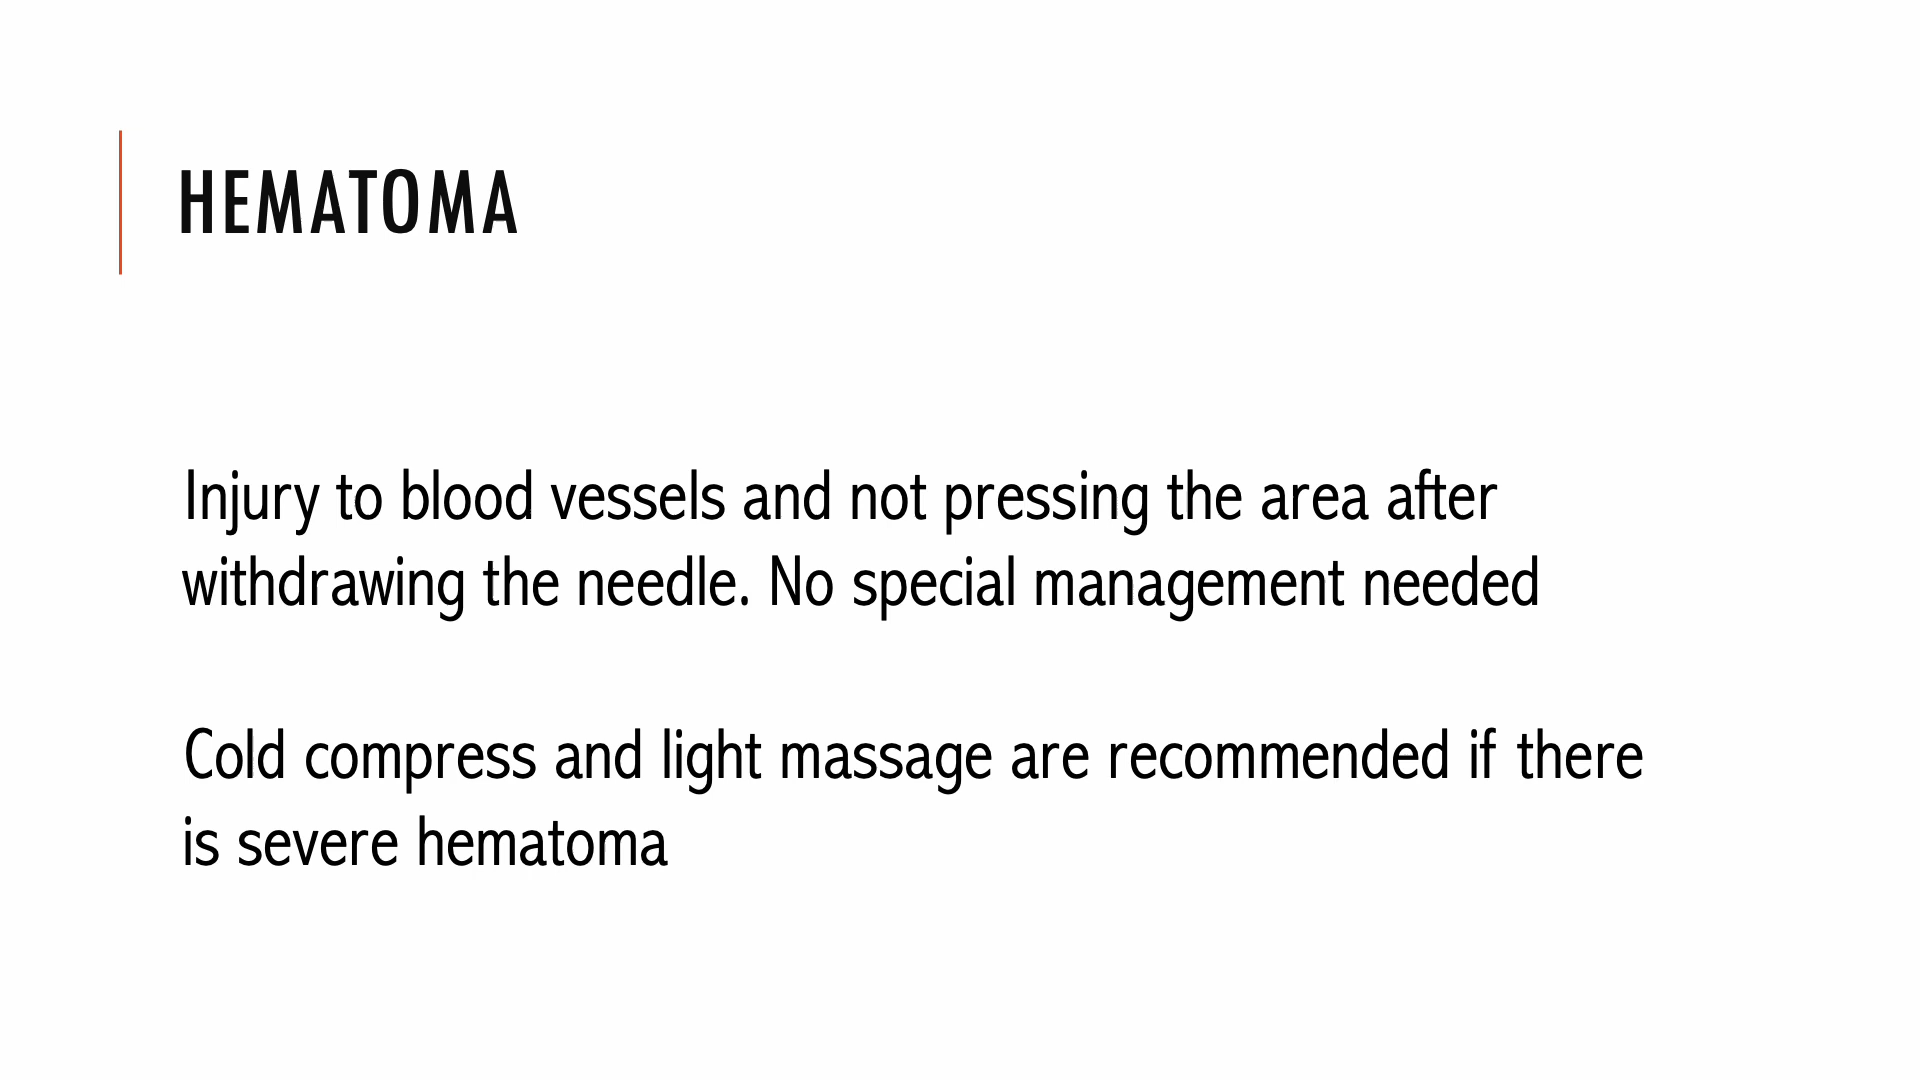 HEMATOMA
Injury to blood vessels and not pressing the area after
withdrawing the needle. No special management needed
Cold compress and light massage are recommended if there
is severe hematoma